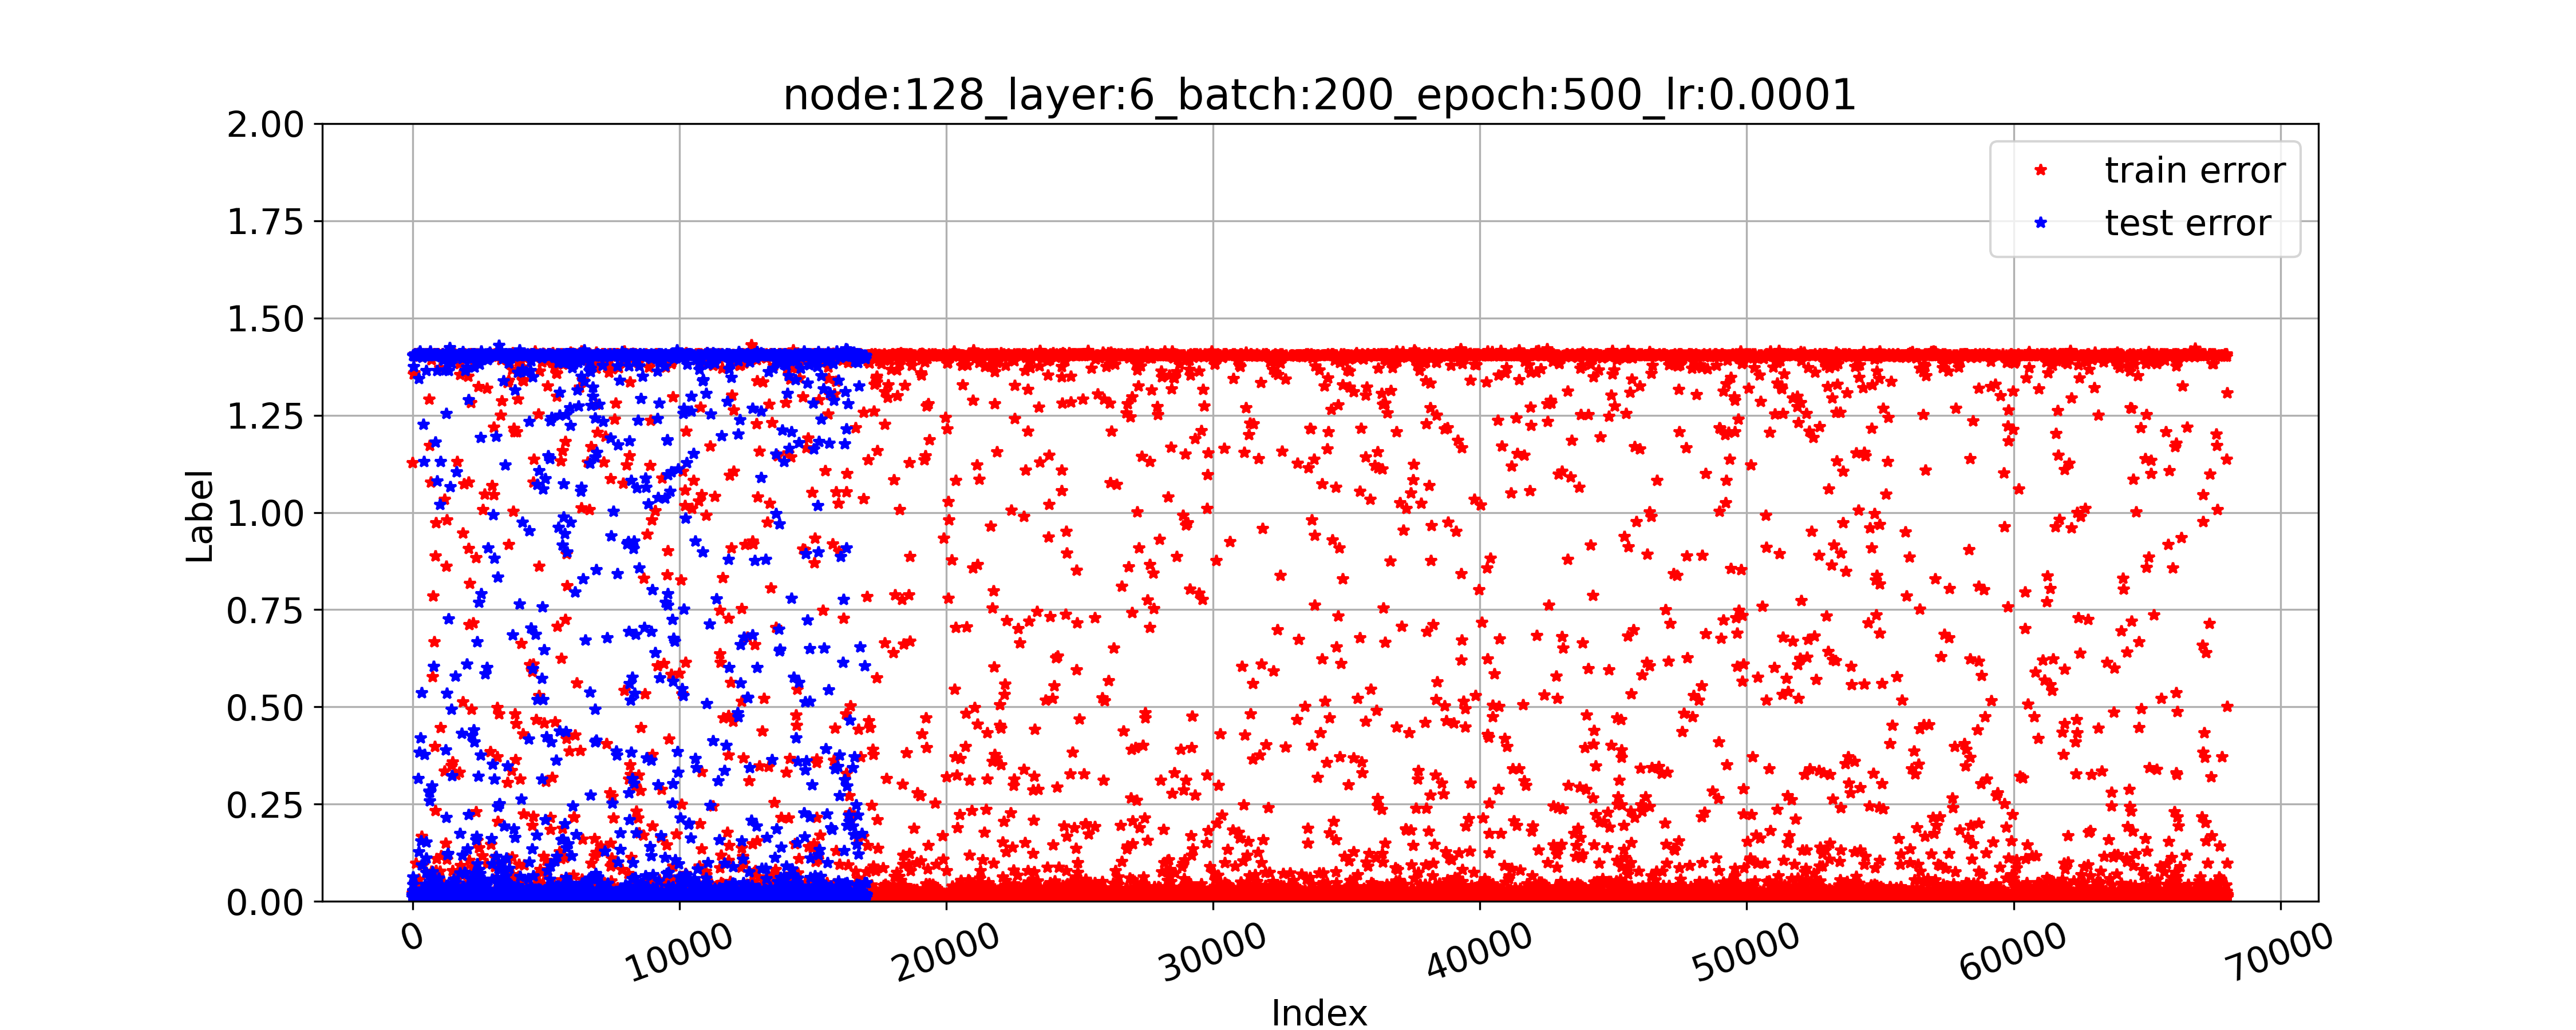 node:128_layer:6_batch:200_epoch:500_lr:0.0001
2.00
1.75
1.50
1.25
1.00
0.75
0.50
0.25
0.00
Label
train error
test error
0 10000 20000 30000 40000 50000 60000 70000
Index